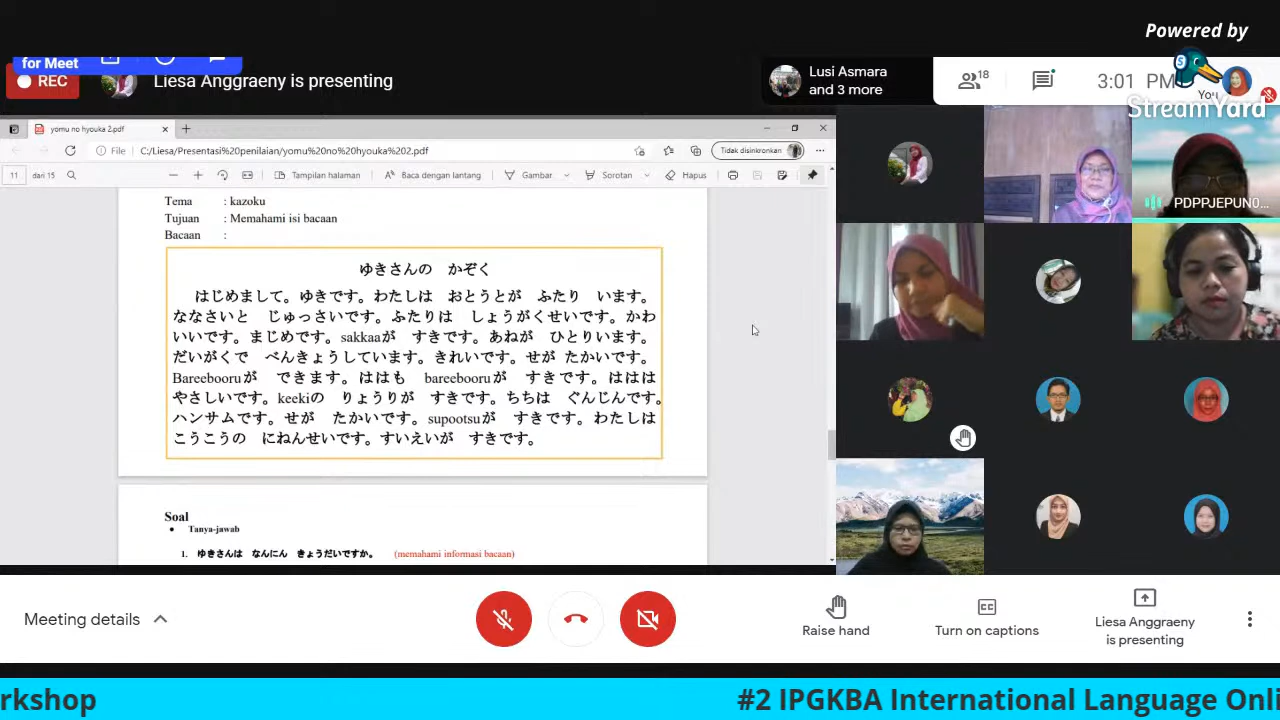 Powered by
StreamYard
for Meet
REC
Liesa Anggraeny is presenting
Lusi Asmara
and 3 more
18
3:01 PM
You
yomu no hyouka 2.pdf
File
C:/Liesa/Presentasi%20penilaian/yomu%20no%20hyouka%202.pdf
Tidak disinkronkan
11 dari 15
Tampilan halaman
Baca dengan lantang
Gambar
Sorotan
Hapus
Tema : kazoku
Tujuan : Memahami isi bacaan
Bacaan :
ゆきさんの かぞく
はじめまして。ゆきです。わたしは おとうとが ふたり います。
ななさいと じゅっさいです。ふたりは しょうがくせいです。かわ
いいです。まじめです。sakkaaが すきです。あねが ひとりいます。
だいがくで べんきょうしています。きれいです。せが たかいです。
Bareebooruが できます。ははも bareebooruが すきです。ははは
やさしいです。keekiの りょうりが すきです。ちちは ぐんじんです。
ハンサムです。せが たかいです。supootsuが すきです。わたしは
こうこうの にねんせいです。すいえいが すきです。
Soal
• Tanya-jawab
1. ゆきさんは なんにん きょうだいですか。 (memahami informasi bacaan)
PDPPJEPUN0...
Meeting details
Raise hand
Turn on captions
Liesa Anggraeny
is presenting
rkshop
#2 IPGKBA International Language Onli